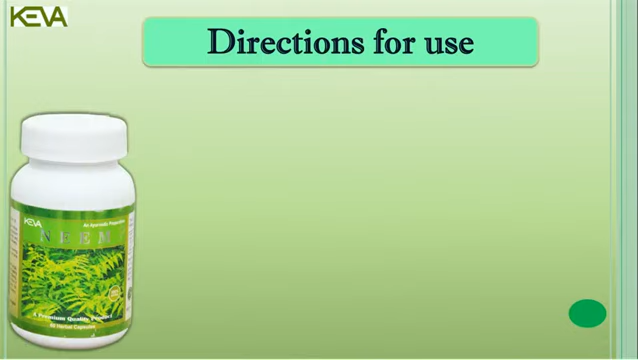 KEVA
Directions for use
KEVA
An Ayurvedic Preparation
NEEM
A Premium Quality Product
60 Herbal Capsules